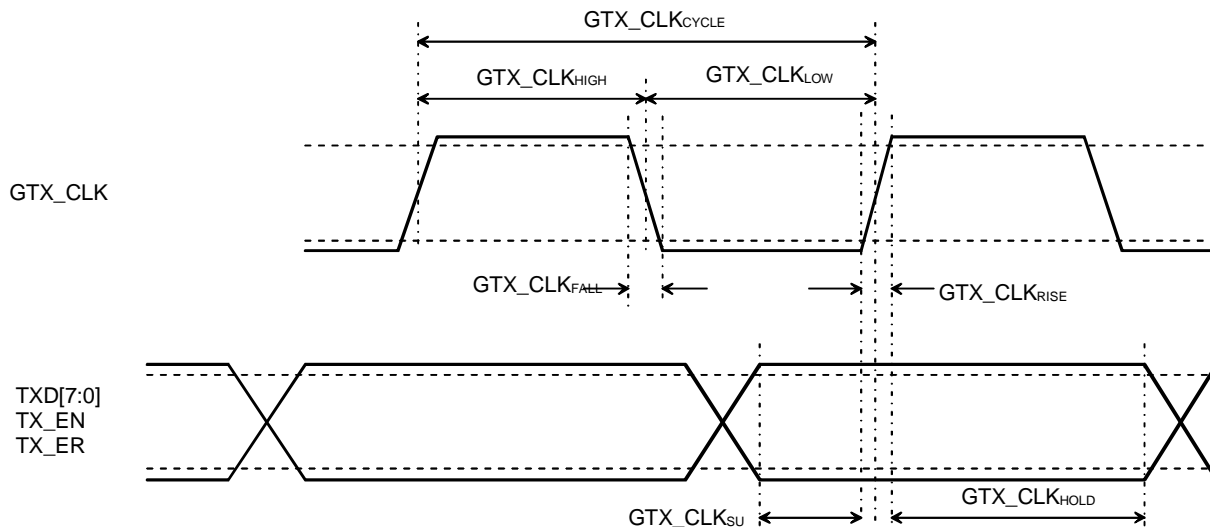 GTX_CLKCYCLE
GTX_CLKHIGH
GTX_CLKLOW
GTX_CLK
GTX_CLKFALL
GTX_CLKRISE
TXD[7:0]
TX_EN
TX_ER
GTX_CLKHOLD
GTX_CLKSU